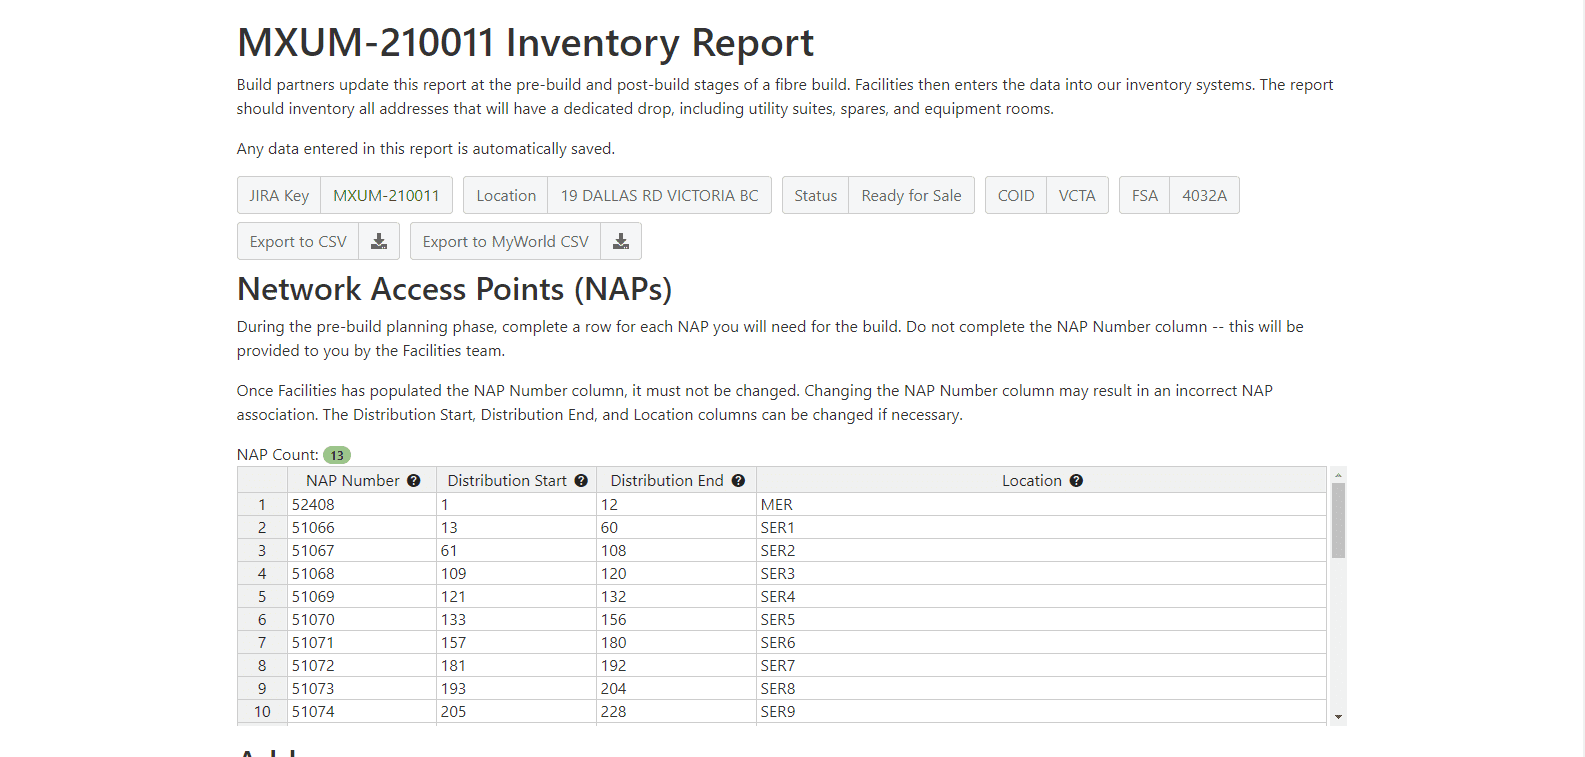 MXUM-210011 Inventory Report
Build partners update this report at the pre-build and post-build stages of a fibre build. Facilities then enters the data into our inventory systems. The report
should inventory all addresses that will have a dedicated drop, including utility suites, spares, and equipment rooms.
Any data entered in this report is automatically saved.
JIRA Key MXUM-210011 Location 19 DALLAS RD VICTORIA BC Status Ready for Sale COID VCTA FSA 4032A
Export to CSV Export to MyWorld CSV
Network Access Points (NAPs)
During the pre-build planning phase, complete a row for each NAP you will need for the build. Do not complete the NAP Number column -- this will be
provided to you by the Facilities team.
Once Facilities has populated the NAP Number column, it must not be changed. Changing the NAP Number column may result in an incorrect NAP
association. The Distribution Start, Distribution End, and Location columns can be changed if necessary.
NAP Count: 13
NAP Number ? Distribution Start ? Distribution End ? Location ?
1 52408 1 12 MER
2 51066 13 60 SER1
3 51067 61 108 SER2
4 51068 109 120 SER3
5 51069 121 132 SER4
6 51070 133 156 SER5
7 51071 157 180 SER6
8 51072 181 192 SER7
9 51073 193 204 SER8
10 51074 205 228 SER9